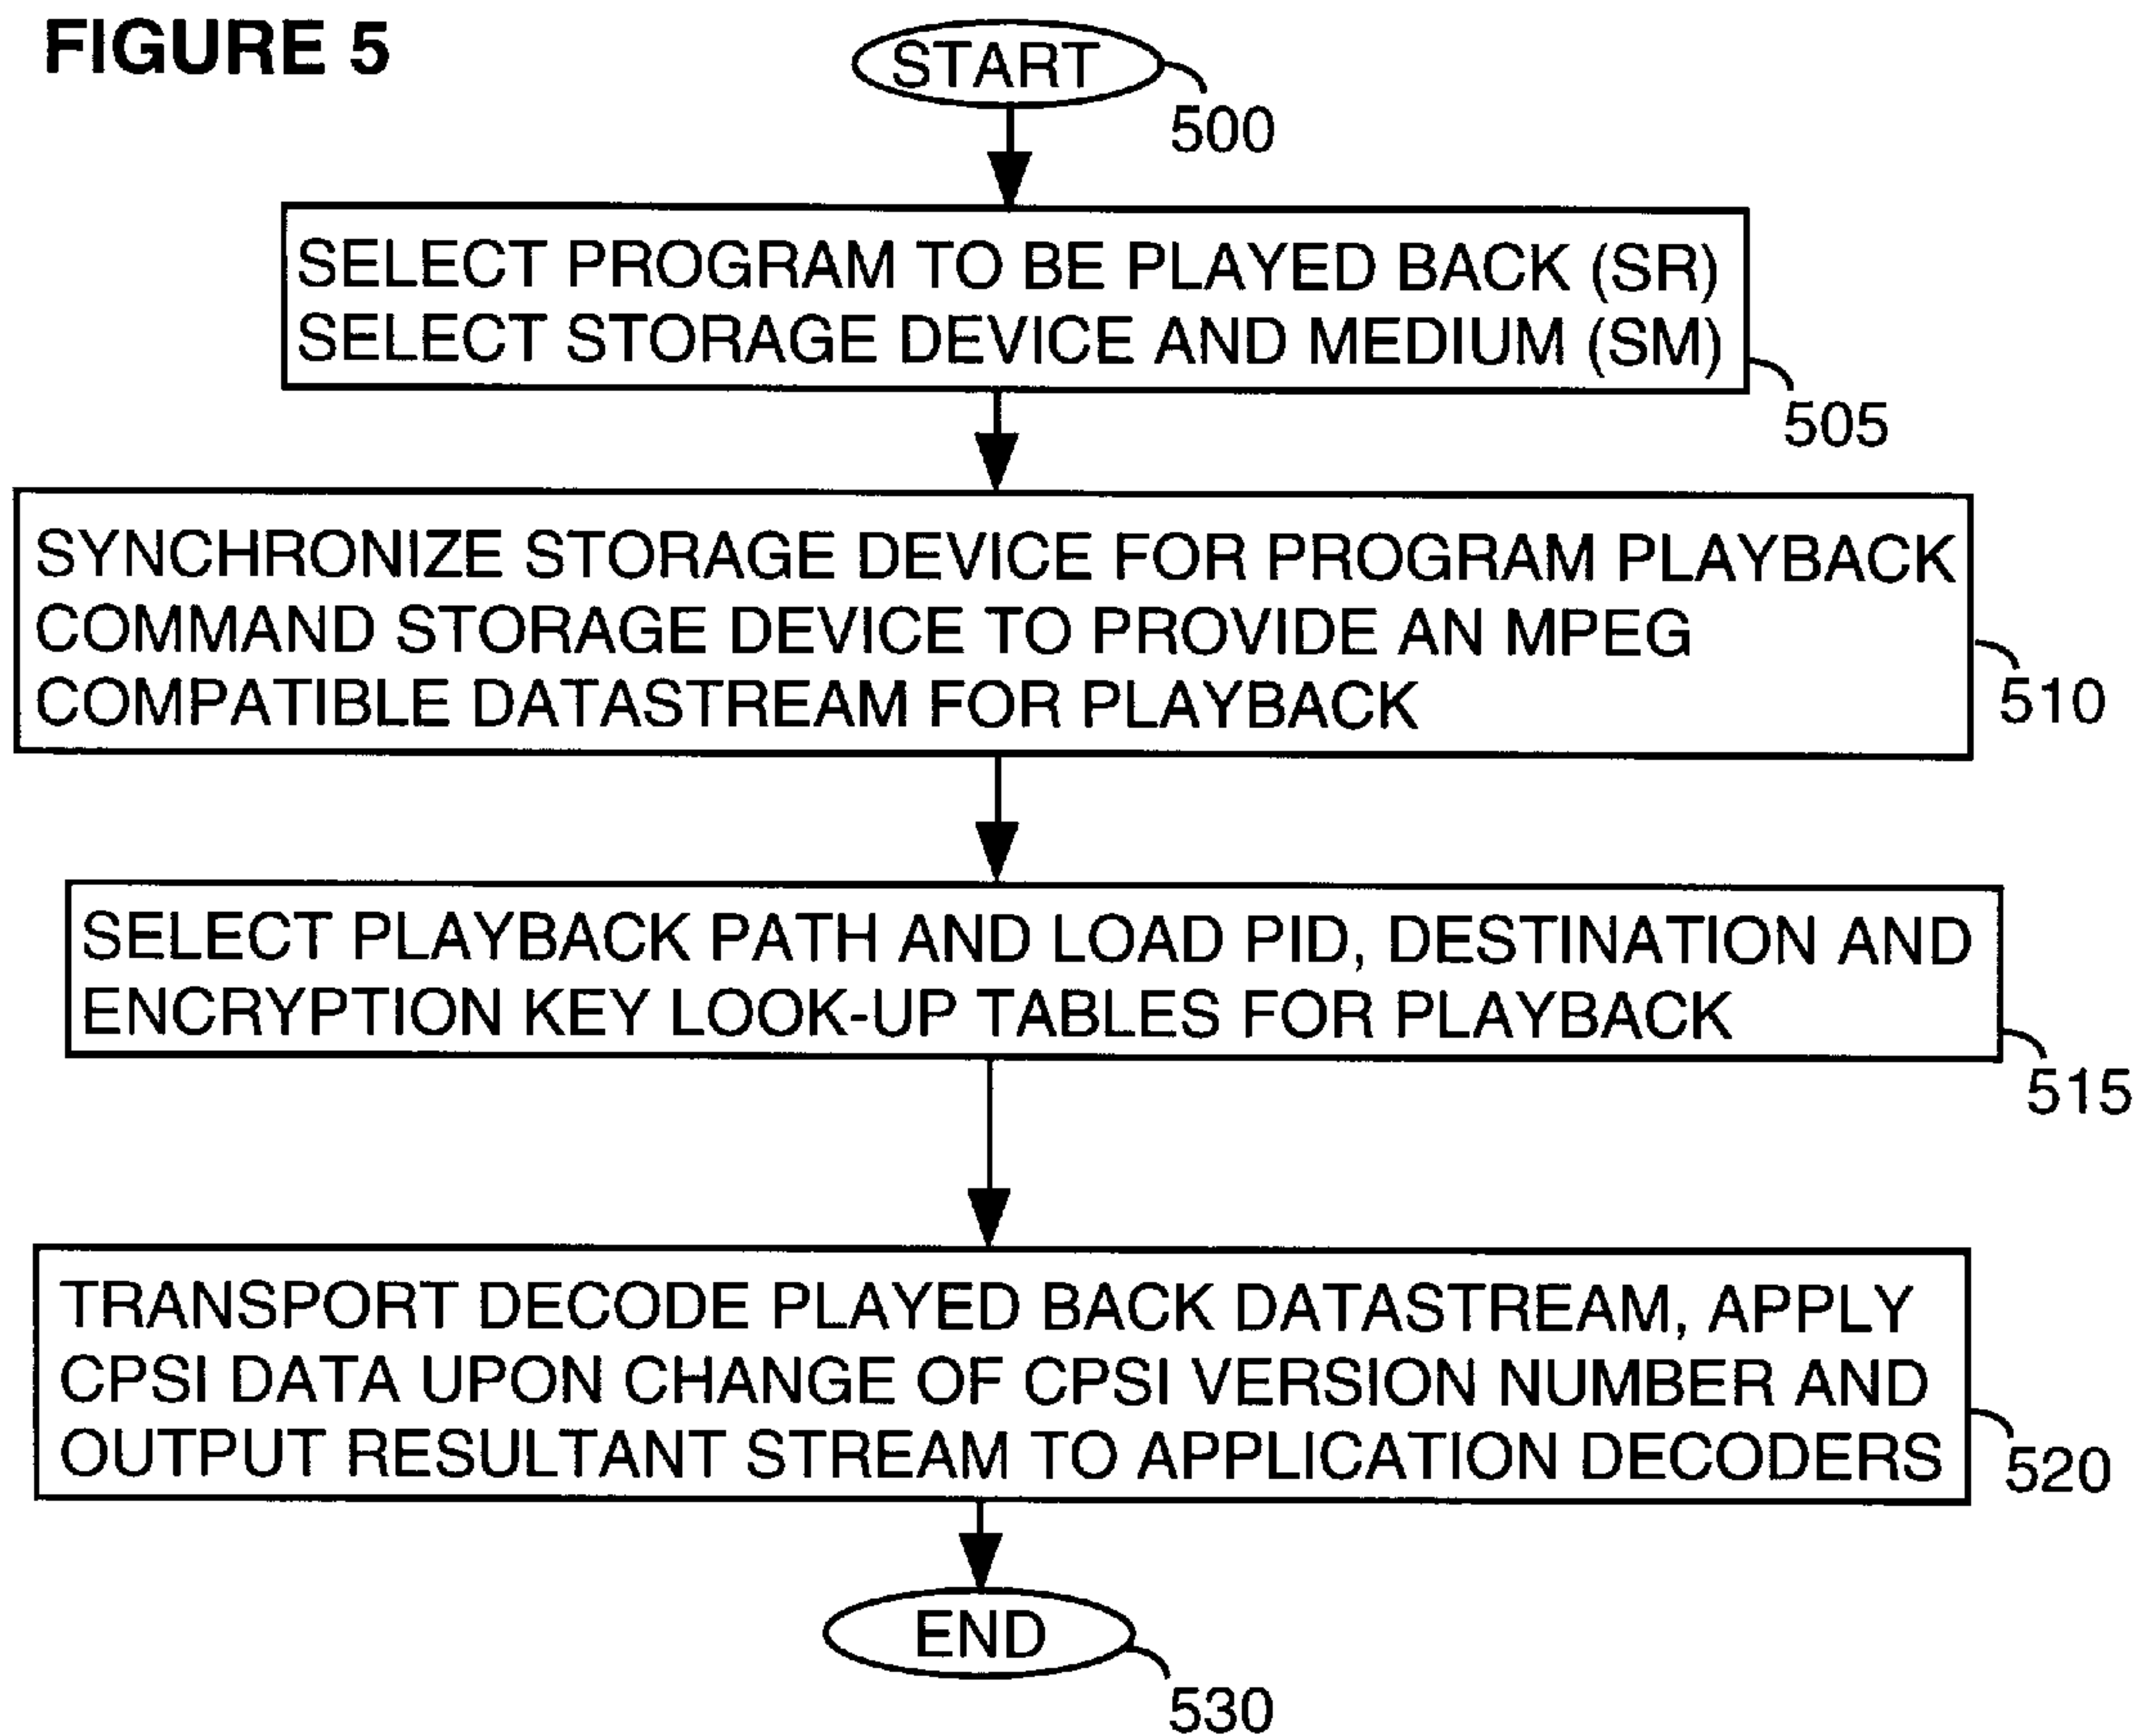 FIGURE 5
START
500
SELECT PROGRAM TO BE PLAYED BACK (SR)
SELECT STORAGE DEVICE AND MEDIUM (SM)
505
SYNCHRONIZE STORAGE DEVICE FOR PROGRAM PLAYBACK
COMMAND STORAGE DEVICE TO PROVIDE AN MPEG
COMPATIBLE DATASTREAM FOR PLAYBACK
510
SELECT PLAYBACK PATH AND LOAD PID, DESTINATION AND
ENCRYPTION KEY LOOK-UP TABLES FOR PLAYBACK
515
TRANSPORT DECODE PLAYED BACK DATASTREAM, APPLY
CPSI DATA UPON CHANGE OF CPSI VERSION NUMBER AND
OUTPUT RESULTANT STREAM TO APPLICATION DECODERS
520
END
530